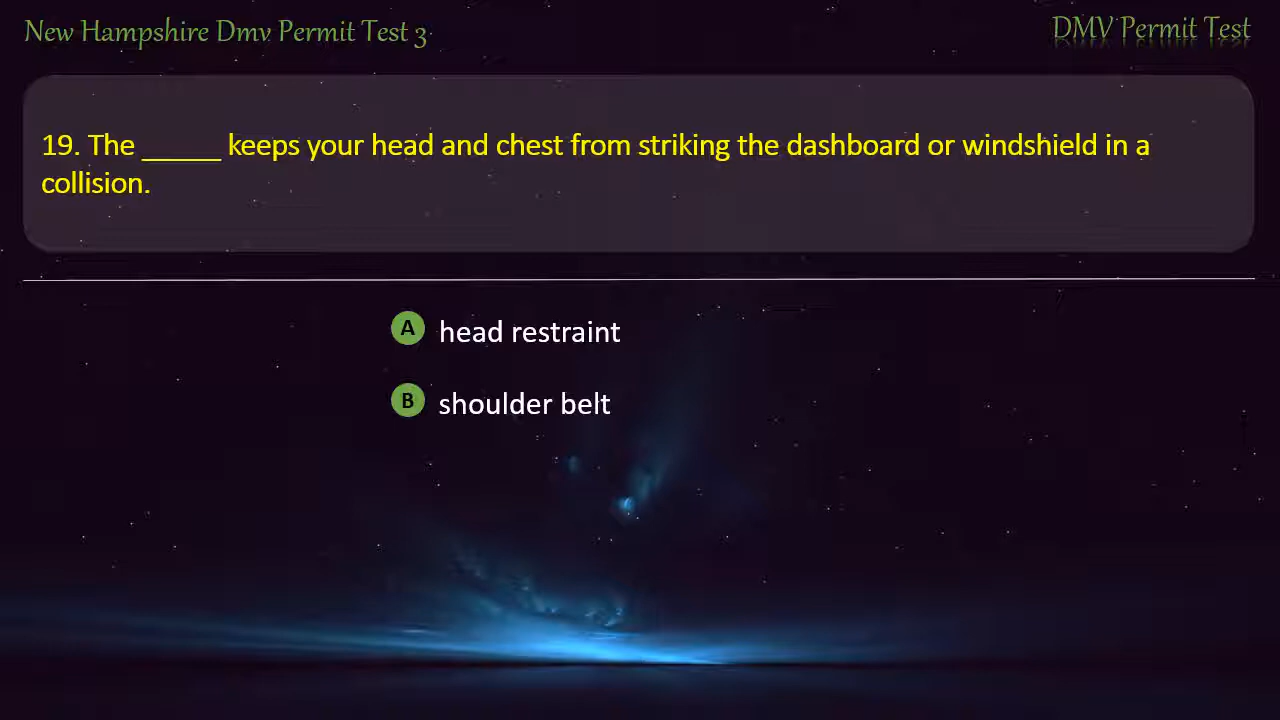 New Hampshire Dmv Permit Test 3
DMV Permit Test
19. The _____ keeps your head and chest from striking the dashboard or windshield in a
collision.
A head restraint
B shoulder belt